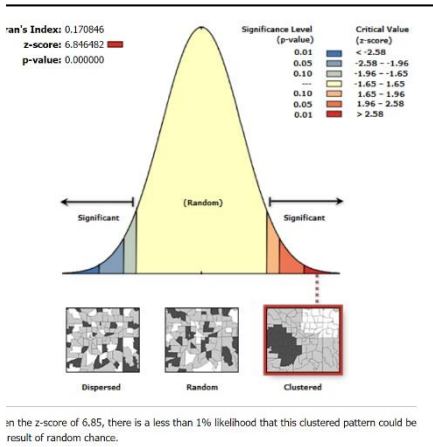 ran's Index: 0.170846
z-score: 6.846482
p-value: 0.000000
Significance Level (p-value)
Critical Value (z-score)
0.01 < -2.58
0.05 -2.58 - -1.96
0.10 -1.96 - -1.65
--- -1.65 - 1.65
0.10 1.65 - 1.96
0.05 1.96 - 2.58
0.01 > 2.58
Significant
(Random)
Significant
Dispersed
Random
Clustered
en the z-score of 6.85, there is a less than 1% likelihood that this clustered pattern could be
result of random chance.